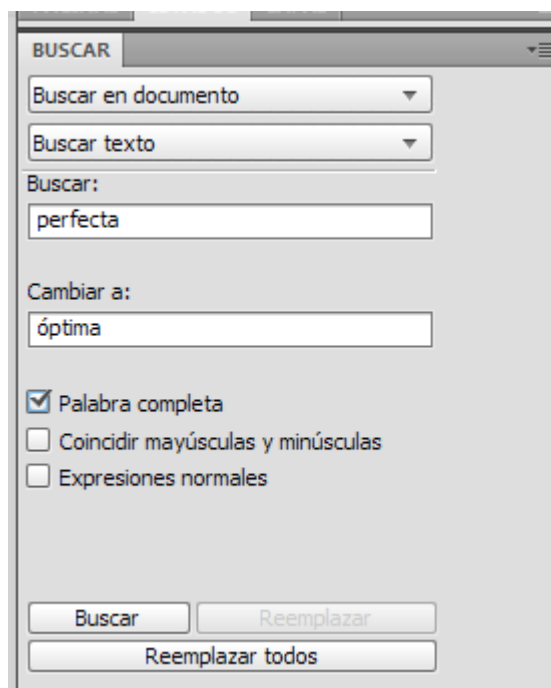 BUSCAR
Buscar en documento
Buscar texto
Buscar:
perfecta
Cambiar a:
óptima
Palabra completa
Coincidir mayúsculas y minúsculas
Expresiones normales
Buscar
Reemplazar
Reemplazar todos